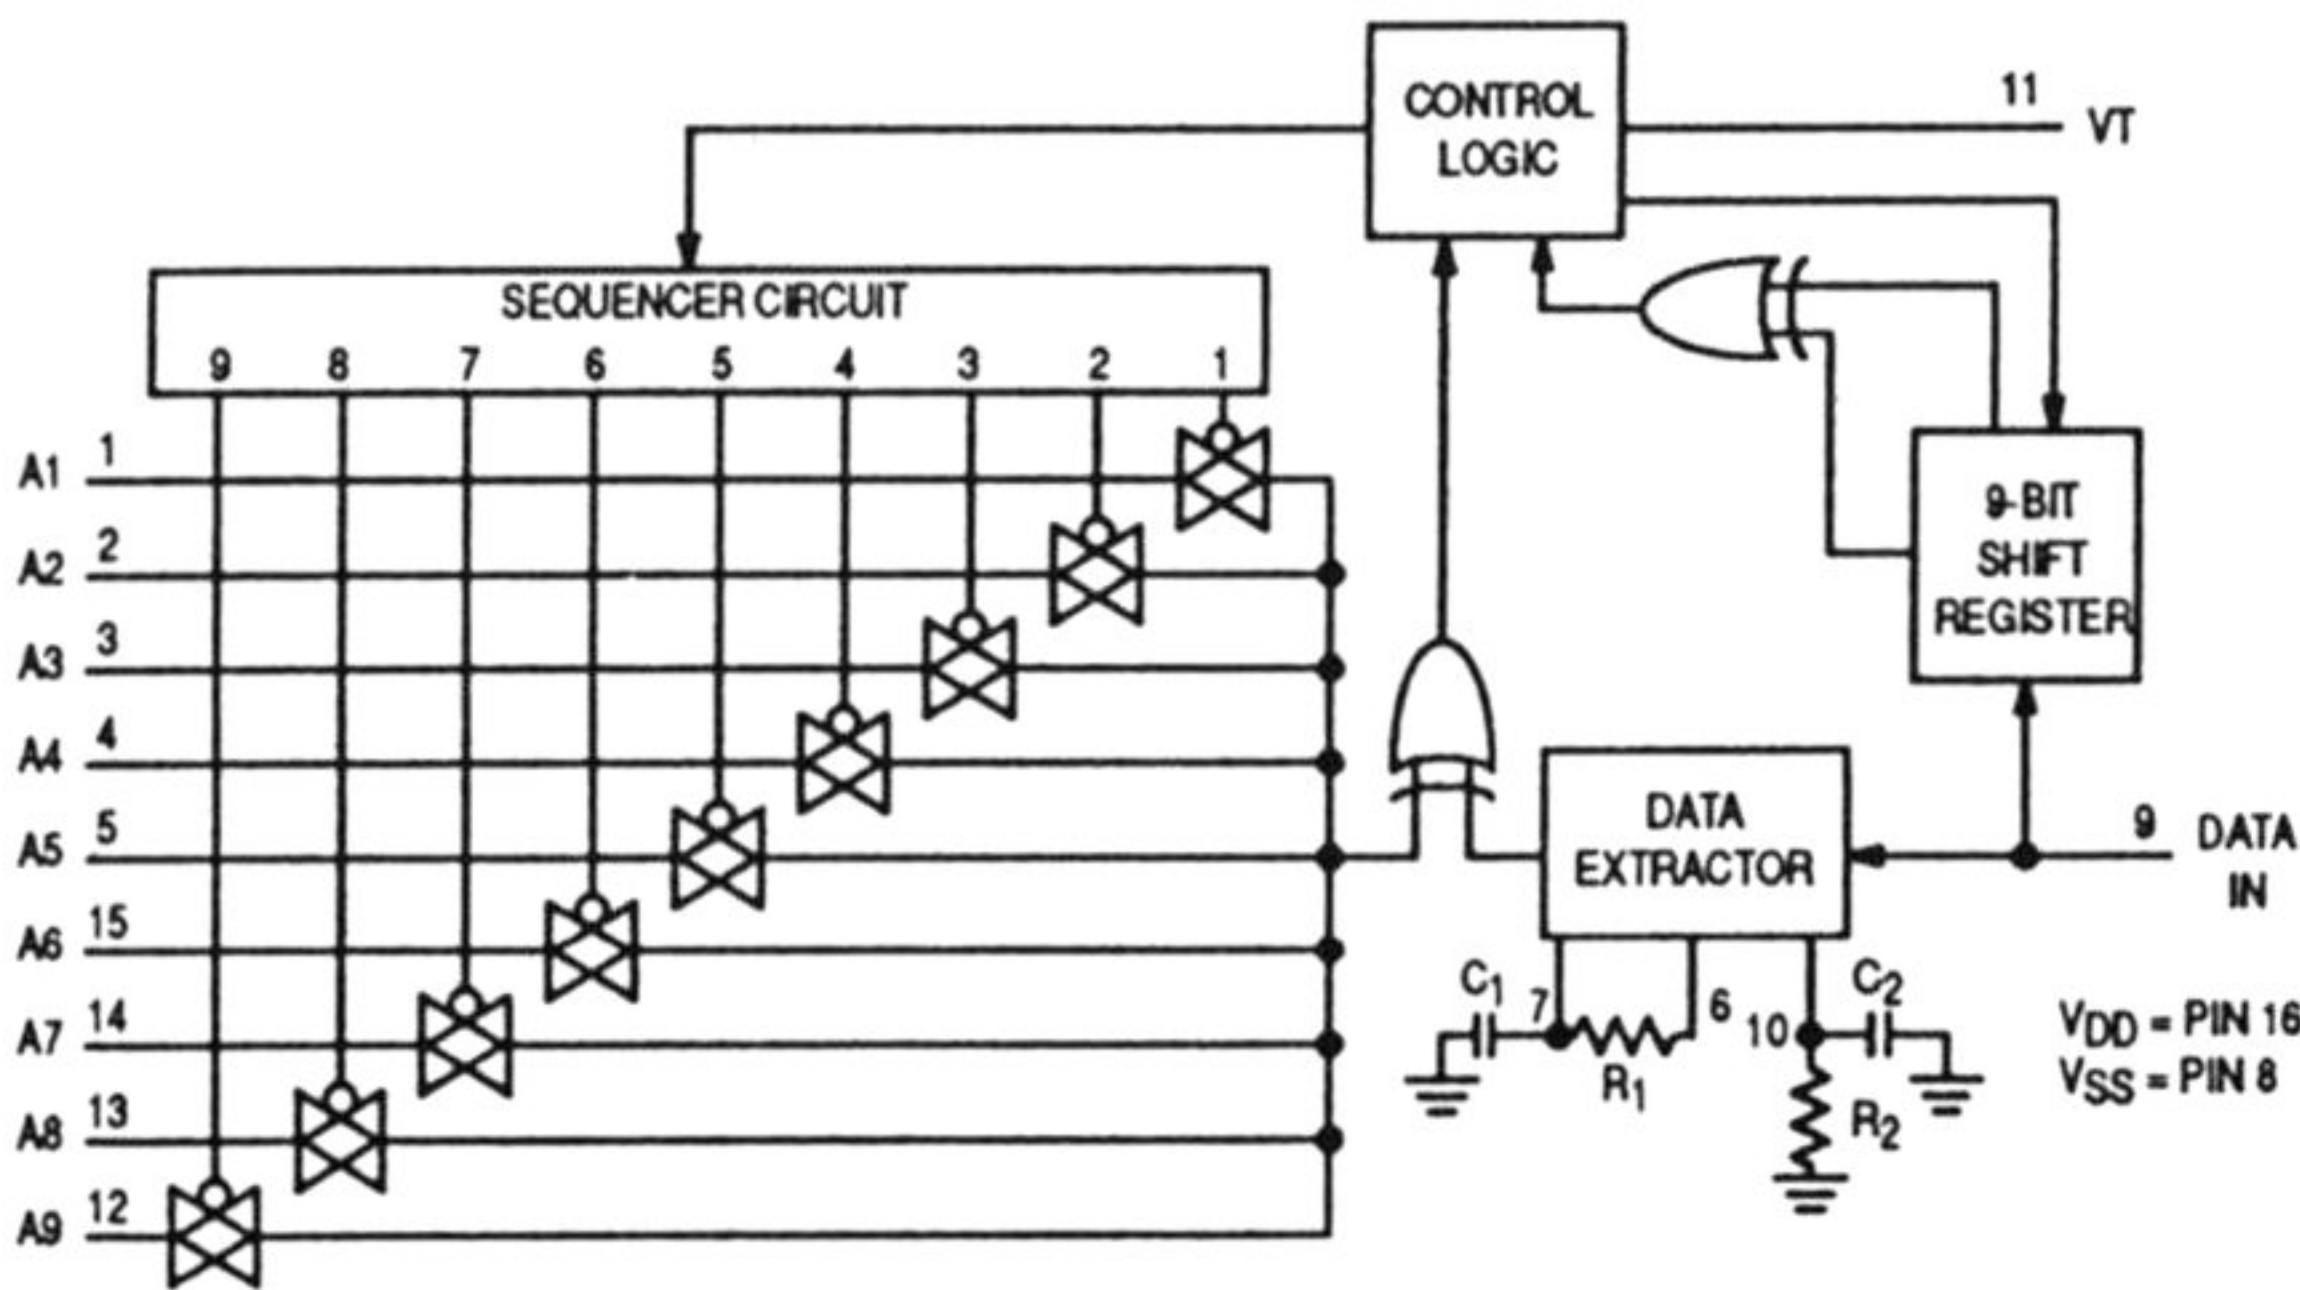 CONTROL
LOGIC
11
VT
SEQUENCER CIRCUIT
9 8 7 6 5 4 3 2 1
A1 1
A2 2
A3 3
A4 4
A5 5
A6 15
A7 14
A8 13
A9 12
9-BIT
SHIFT
REGISTER
DATA
EXTRACTOR
9
DATA
IN
C1 7 6 10 C2
R1
R2
VDD = PIN 16
VSS = PIN 8